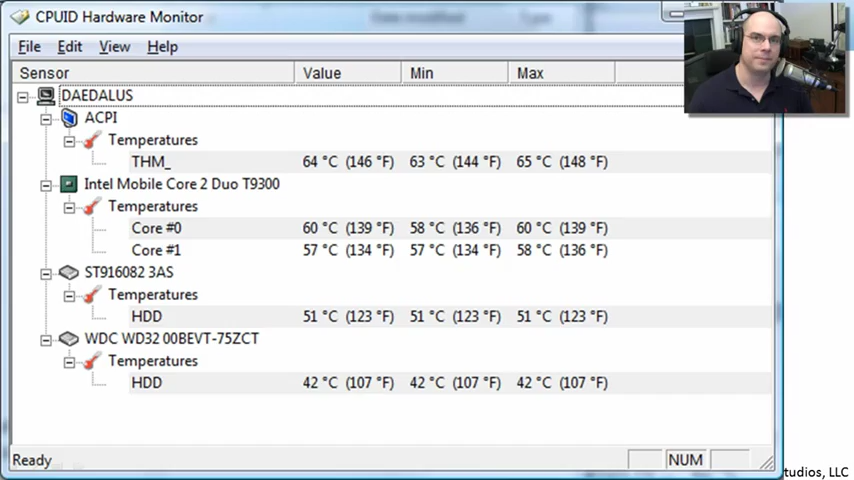 CPUID Hardware Monitor
File Edit View Help
Sensor Value Min Max
DAEDALUS
ACPI
Temperatures
THM_ 64 °C (146 °F) 63 °C (144 °F) 65 °C (148 °F)
Intel Mobile Core 2 Duo T9300
Temperatures
Core #0 60 °C (139 °F) 58 °C (136 °F) 60 °C (139 °F)
Core #1 57 °C (134 °F) 57 °C (134 °F) 58 °C (136 °F)
ST916082 3AS
Temperatures
HDD 51 °C (123 °F) 51 °C (123 °F) 51 °C (123 °F)
WDC WD32 00BEVT-75ZCT
Temperatures
HDD 42 °C (107 °F) 42 °C (107 °F) 42 °C (107 °F)
Ready NUM
tudios, LLC